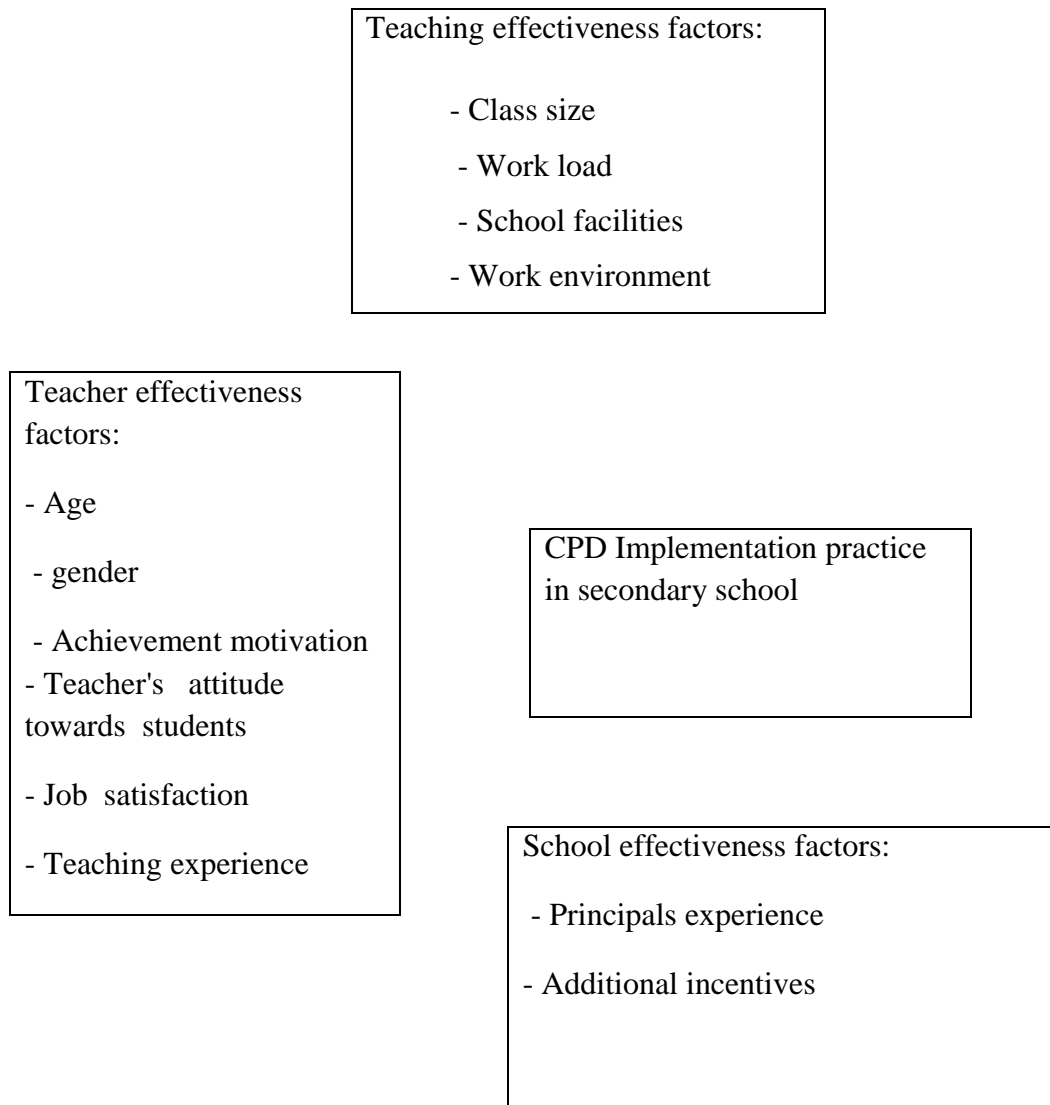 Teaching effectiveness factors:
- Class size
- Work load
- School facilities
- Work environment
Teacher effectiveness
factors:
- Age
- gender
- Achievement motivation
- Teacher's attitude
towards students
- Job satisfaction
- Teaching experience
CPD Implementation practice
in secondary school
School effectiveness factors:
- Principals experience
- Additional incentives